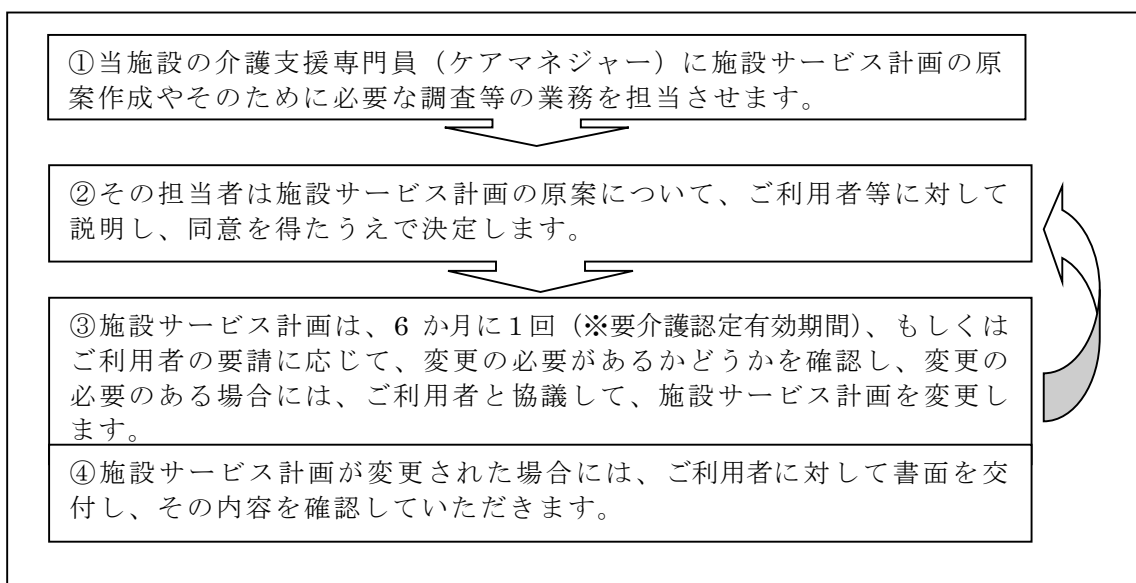 ①当施設の介護支援専門員（ケアマネジャー）に施設サービス計画の原
案作成やそのために必要な調査等の業務を担当させます。
②その担当者は施設サービス計画の原案について、ご利用者等に対して
説明し、同意を得たうえで決定します。
③施設サービス計画は、6 か月に１回（※要介護認定有効期間）、もしくは
ご利用者の要請に応じて、変更の必要があるかどうかを確認し、変更の
必要のある場合には、ご利用者と協議して、施設サービス計画を変更し
ます。
④施設サービス計画が変更された場合には、ご利用者に対して書面を交
付し、その内容を確認していただきます。